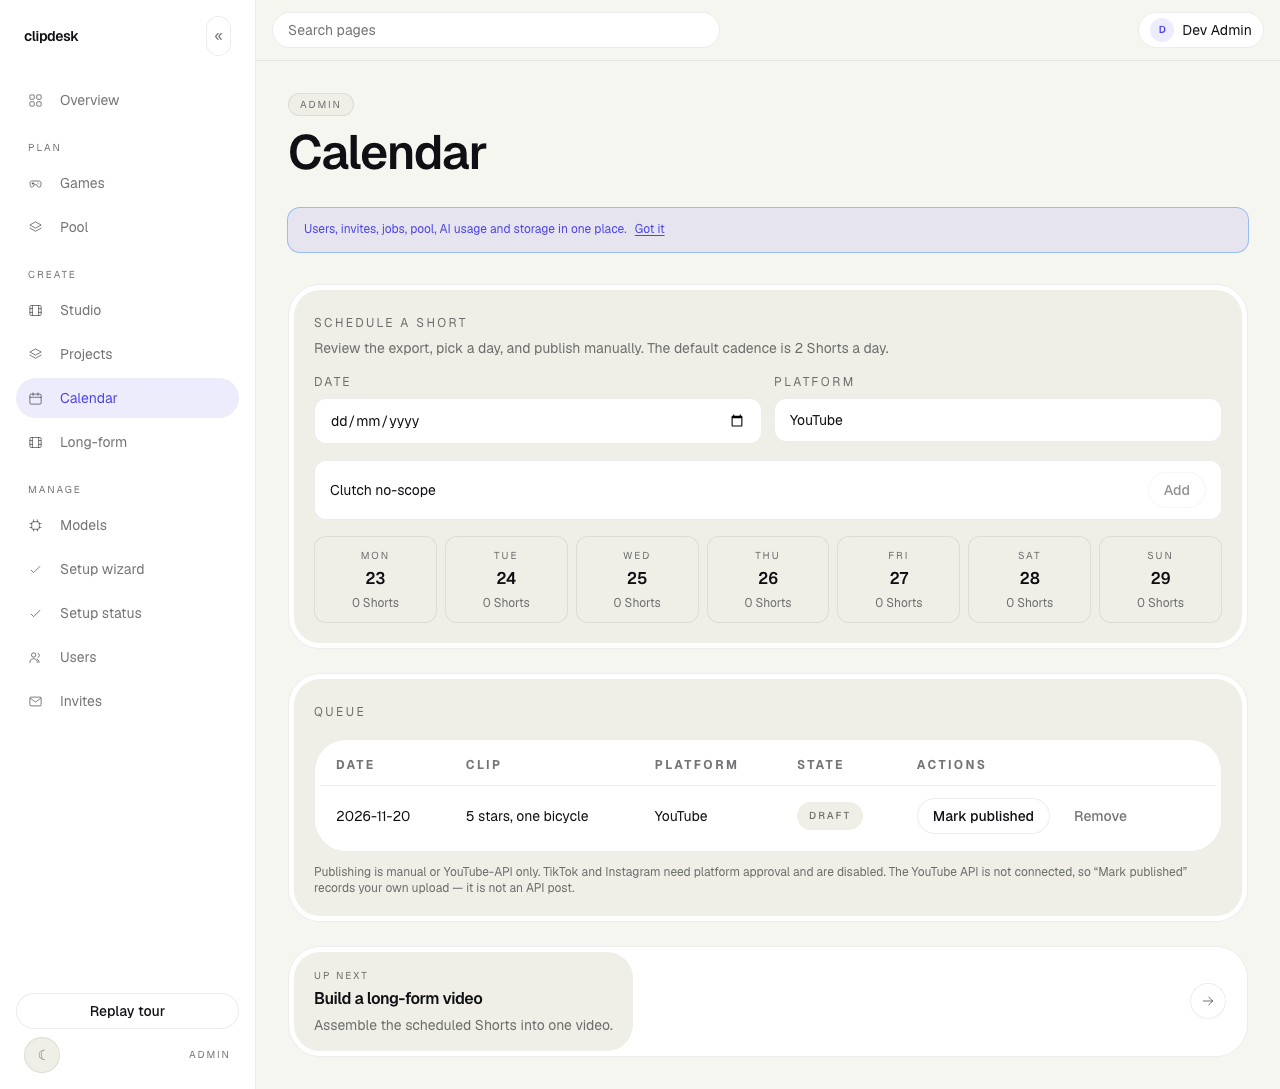 clipdesk
«
Overview
PLAN
Games
Pool
CREATE
Studio
Projects
Calendar
Long-form
MANAGE
Models
Setup wizard
Setup status
Users
Invites
Replay tour
ADMIN
Search pages
D
Dev Admin
ADMIN
Calendar
Users, invites, jobs, pool, AI usage and storage in one place. Got it
SCHEDULE A SHORT
Review the export, pick a day, and publish manually. The default cadence is 2 Shorts a day.
DATE PLATFORM
dd/mm/yyyy YouTube
Clutch no-scope Add
MON TUE WED THU FRI SAT SUN
23 24 25 26 27 28 29
0 Shorts 0 Shorts 0 Shorts 0 Shorts 0 Shorts 0 Shorts 0 Shorts
QUEUE
DATE CLIP PLATFORM STATE ACTIONS
2026-11-20 5 stars, one bicycle YouTube DRAFT Mark published Remove
Publishing is manual or YouTube-API only. TikTok and Instagram need platform approval and are disabled. The YouTube API is not connected, so “Mark published”
records your own upload — it is not an API post.
UP NEXT
Build a long-form video
Assemble the scheduled Shorts into one video.